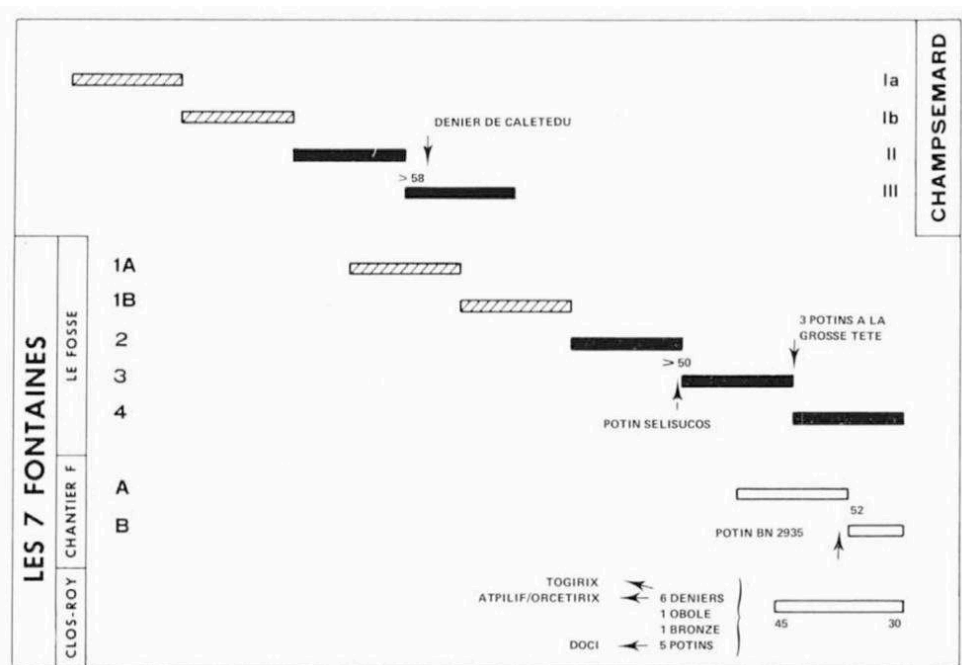 CHAMPSEMARD
Ia
Ib
DENIER DE CALETEDU
II
> 58
III
LES 7 FONTAINES
LE FOSSE
1A
1B
2
3 POTINS A LA
GROSSE TETE
> 50
3
POTIN SELISUCOS
4
CHANTIER F
A
52
B
POTIN BN 2935
CLOS-ROY
TOGIRIX
ATPILIF/ORCETIRIX
6 DENIERS
1 OBOLE
1 BRONZE
DOCI
5 POTINS
45
30